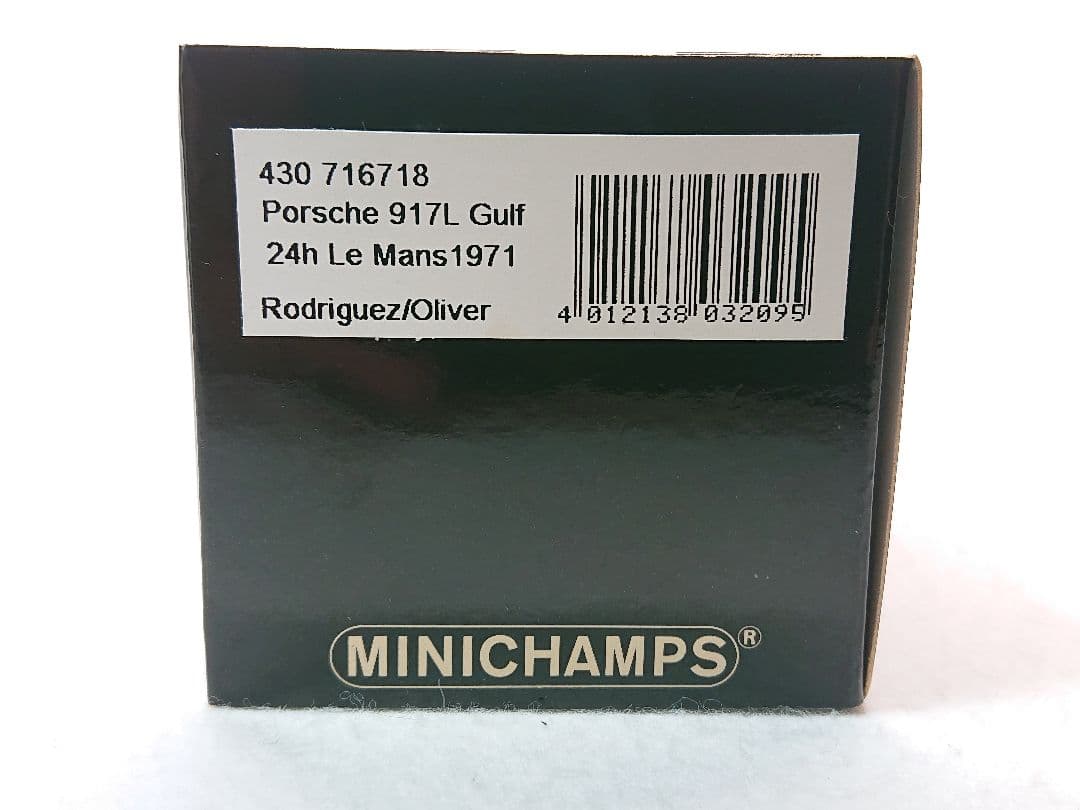 430 716718
Porsche 917L Gulf
24h Le Mans1971
Rodriguez/Oliver
4 012138 032095
MINICHAMPS®